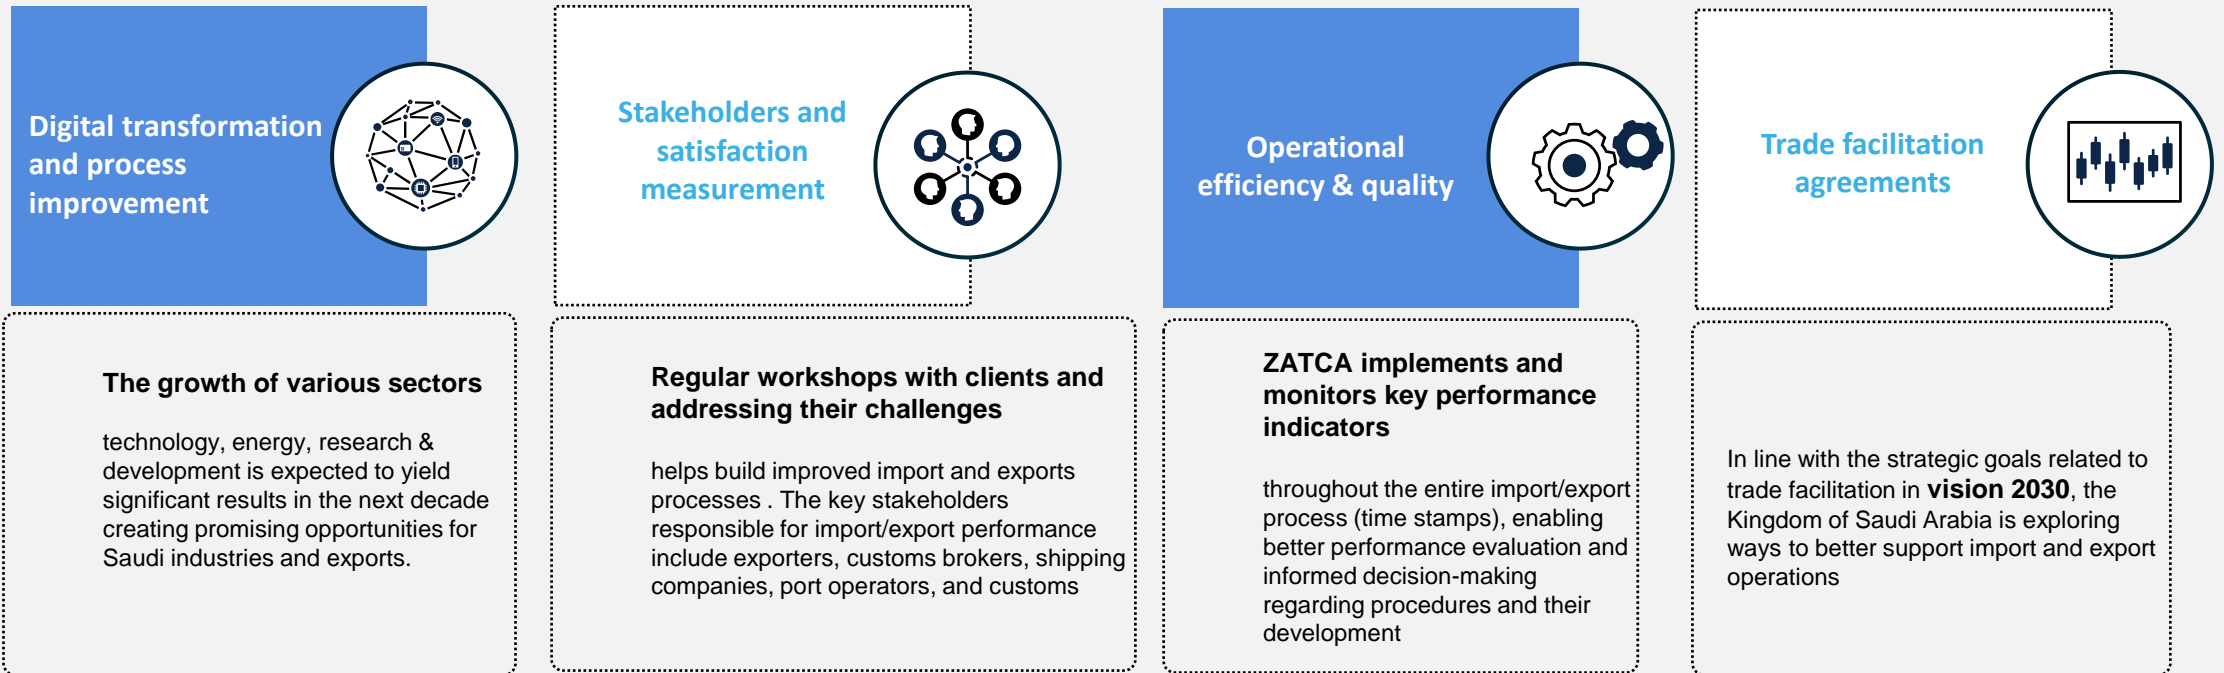 Digital transformation
and process
improvement
The growth of various sectors
technology, energy, research &
development is expected to yield
significant results in the next decade
creating promising opportunities for
Saudi industries and exports.
Stakeholders and
satisfaction
measurement
Regular workshops with clients and
addressing their challenges
helps build improved import and exports
processes . The key stakeholders
responsible for import/export performance
include exporters, customs brokers, shipping
companies, port operators, and customs
Operational
efficiency & quality
ZATCA implements and
monitors key performance
indicators
throughout the entire import/export
process (time stamps), enabling
better performance evaluation and
informed decision-making
regarding procedures and their
development
Trade facilitation
agreements
In line with the strategic goals related to
trade facilitation in vision 2030, the
Kingdom of Saudi Arabia is exploring
ways to better support import and export
operations